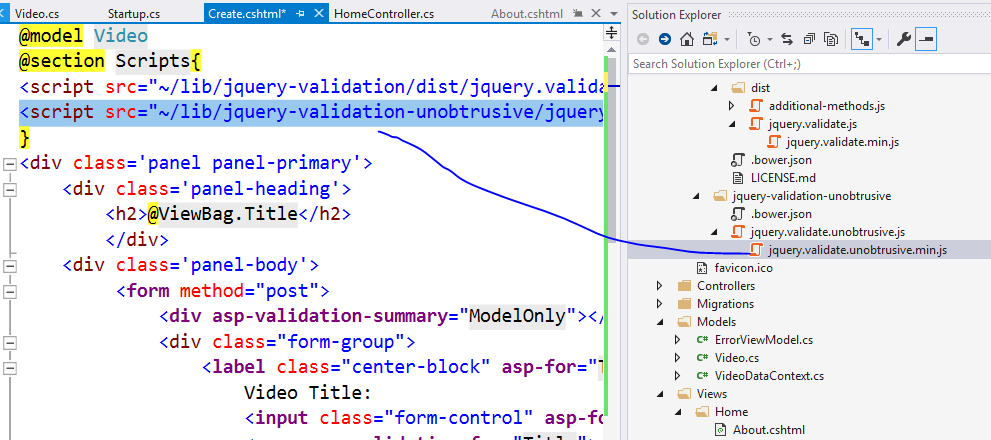 Video.cs Startup.cs Create.cshtml* HomeController.cs About.cshtml
@model Video
@section Scripts{
<script src="~/lib/jquery-validation/dist/jquery.valida
<script src="~/lib/jquery-validation-unobtrusive/jquery
}
<div class='panel panel-primary'>
<div class='panel-heading'>
<h2>@ViewBag.Title</h2>
</div>
<div class='panel-body'>
<form method="post">
<div asp-validation-summary="ModelOnly"></
<div class="form-group">
<label class="center-block" asp-for="
Video Title:
<input class="form-control" asp-fo
Solution Explorer
Search Solution Explorer (Ctrl+;)
dist
additional-methods.js
jquery.validate.js
jquery.validate.min.js
.bower.json
LICENSE.md
jquery-validation-unobtrusive
.bower.json
jquery.validate.unobtrusive.js
jquery.validate.unobtrusive.min.js
favicon.ico
Controllers
Migrations
Models
C# ErrorViewModel.cs
C# Video.cs
C# VideoDataContext.cs
Views
Home
About.cshtml